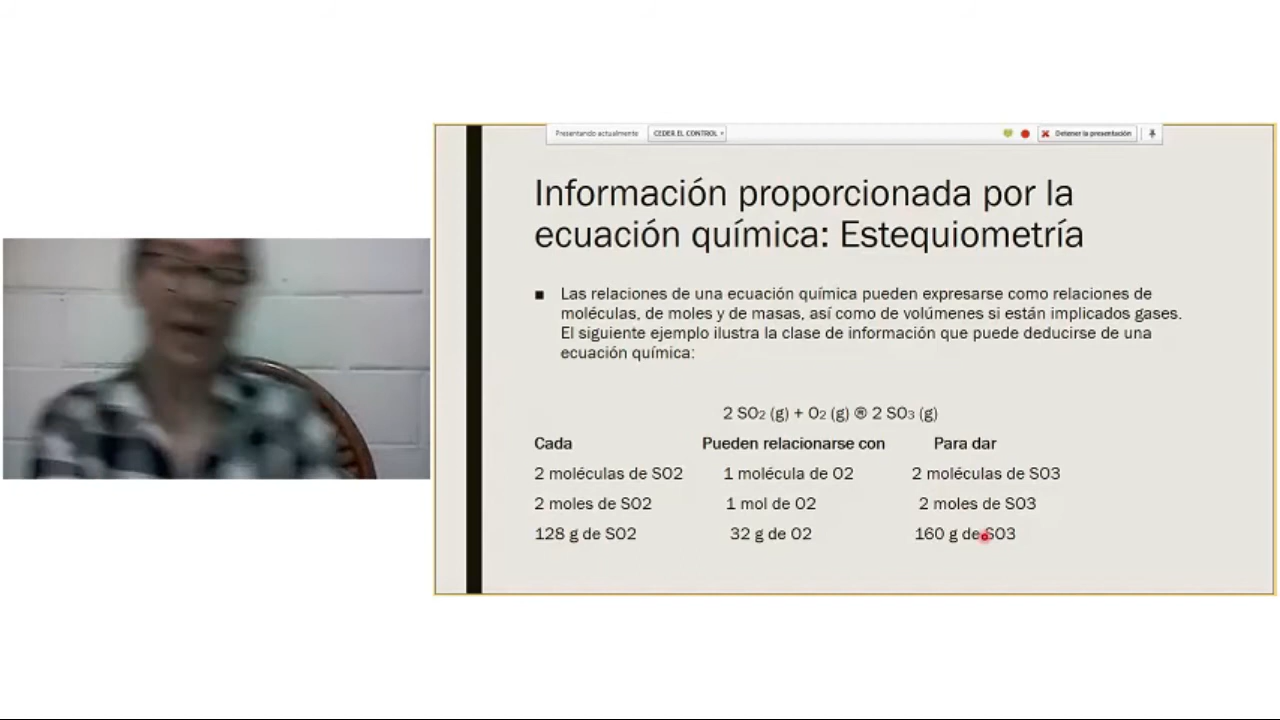 Presentando actualmente CEDER EL CONTROL Detener la presentación
Información proporcionada por la
ecuación química: Estequiometría
■ Las relaciones de una ecuación química pueden expresarse como relaciones de
moléculas, de moles y de masas, así como de volúmenes si están implicados gases.
El siguiente ejemplo ilustra la clase de información que puede deducirse de una
ecuación química:
2 SO₂ (g) + O₂ (g) ® 2 SO₃ (g)
Cada Pueden relacionarse con Para dar
2 moléculas de SO2 1 molécula de O2 2 moléculas de SO3
2 moles de SO2 1 mol de O2 2 moles de SO3
128 g de SO2 32 g de O2 160 g de SO3